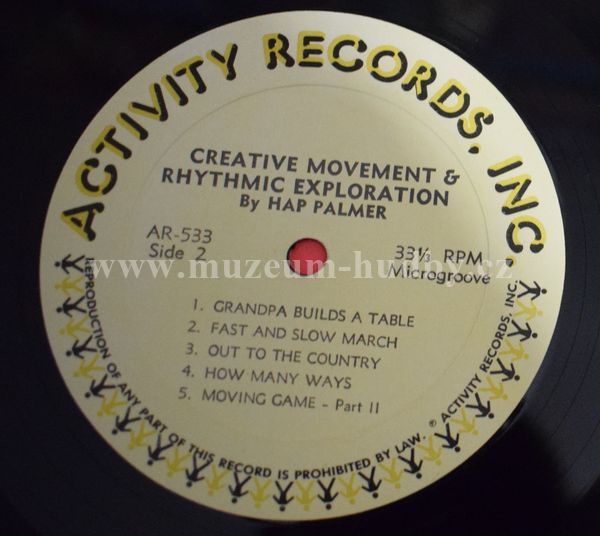 ACTIVITY RECORDS, INC.
CREATIVE MOVEMENT &
RHYTHMIC EXPLORATION
By HAP PALMER
AR-533
Side 2
33⅓ RPM
Microgroove
www.muzeum-hudby.cz
1. GRANDPA BUILDS A TABLE
2. FAST AND SLOW MARCH
3. OUT TO THE COUNTRY
4. HOW MANY WAYS
5. MOVING GAME - Part II
REPRODUCTION OF ANY PART OF THIS RECORD IS PROHIBITED BY LAW. ℗ ACTIVITY RECORDS, INC.